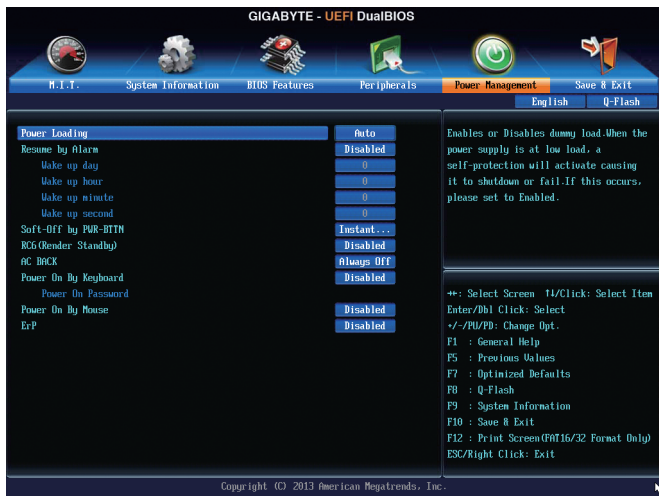 GIGABYTE - UEFI DualBIOS
M.I.T. System Information BIOS Features Peripherals Power Management Save & Exit
English Q-Flash
Power Loading Auto
Resume by Alarm Disabled
Wake up day 0
Wake up hour 0
Wake up minute 0
Wake up second 0
Soft-Off by PWR-BTTN Instant...
RC6(Render Standby) Disabled
AC BACK Always Off
Power On By Keyboard Disabled
Power On Password
Power On By Mouse Disabled
ErP Disabled
Enables or Disables dummy load.When the
power supply is at low load, a
self-protection will activate causing
it to shutdown or fail.If this occurs,
please set to Enabled.
→←: Select Screen ↑↓/Click: Select Item
Enter/Dbl Click: Select
+/-/PU/PD: Change Opt.
F1 : General Help
F5 : Previous Values
F7 : Optimized Defaults
F8 : Q-Flash
F9 : System Information
F10 : Save & Exit
F12 : Print Screen(FAT16/32 Format Only)
ESC/Right Click: Exit
Copyright (C) 2013 American Megatrends, Inc.